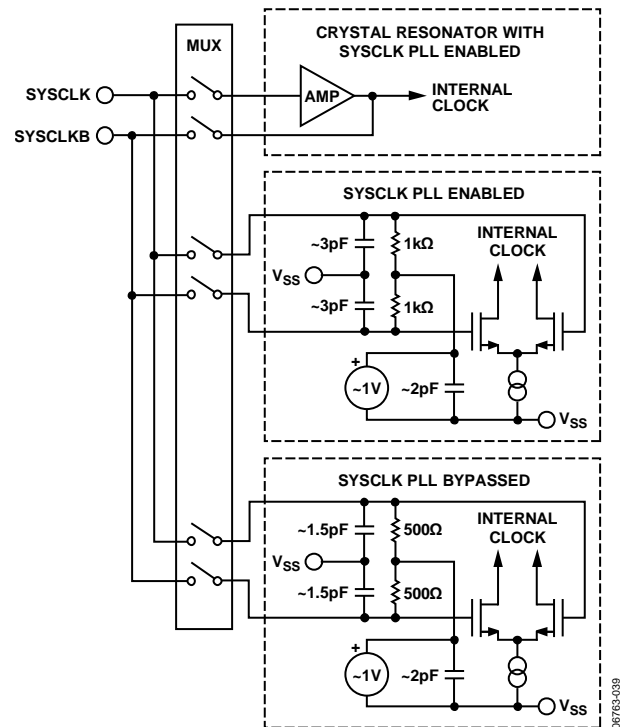 MUX
CRYSTAL RESONATOR WITH
SYSCLK PLL ENABLED
SYSCLK
AMP
INTERNAL
CLOCK
SYSCLKB
SYSCLK PLL ENABLED
~3pF
1kΩ
INTERNAL
CLOCK
VSS
~3pF
1kΩ
+
~1V
~2pF
VSS
SYSCLK PLL BYPASSED
~1.5pF
500Ω
INTERNAL
CLOCK
VSS
~1.5pF
500Ω
+
~1V
~2pF
VSS
06763-039